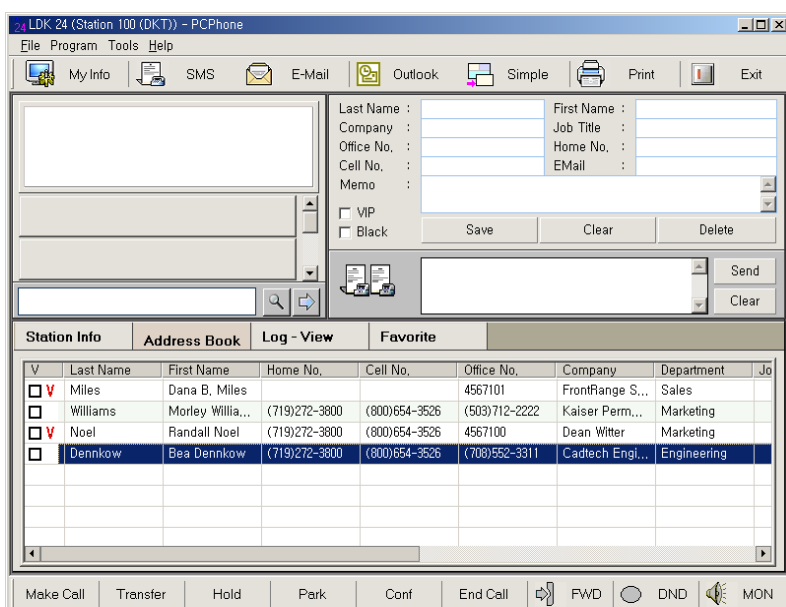 24 LDK 24 (Station 100 (DKT)) - PCPhone
File Program Tools Help
My Info SMS E-Mail Outlook Simple Print Exit
Last Name : First Name :
Company : Job Title :
Office No, : Home No, :
Cell No, : EMail :
Memo :
VIP
Black Save Clear Delete
Send
Clear
Station Info Address Book Log - View Favorite
V Last Name First Name Home No, Cell No, Office No, Company Department Jo
V Miles Dana B, Miles 4567101 FrontRange S,,, Sales
Williams Morley Willia,,, (719)272-3800 (800)654-3526 (503)712-2222 Kaiser Perm,,, Marketing
V Noel Randall Noel (719)272-3800 (800)654-3526 4567100 Dean Witter Marketing
Dennkow Bea Dennkow (719)272-3800 (800)654-3526 (708)552-3311 Cadtech Engi,,, Engineering
Make Call Transfer Hold Park Conf End Call FWD DND MON